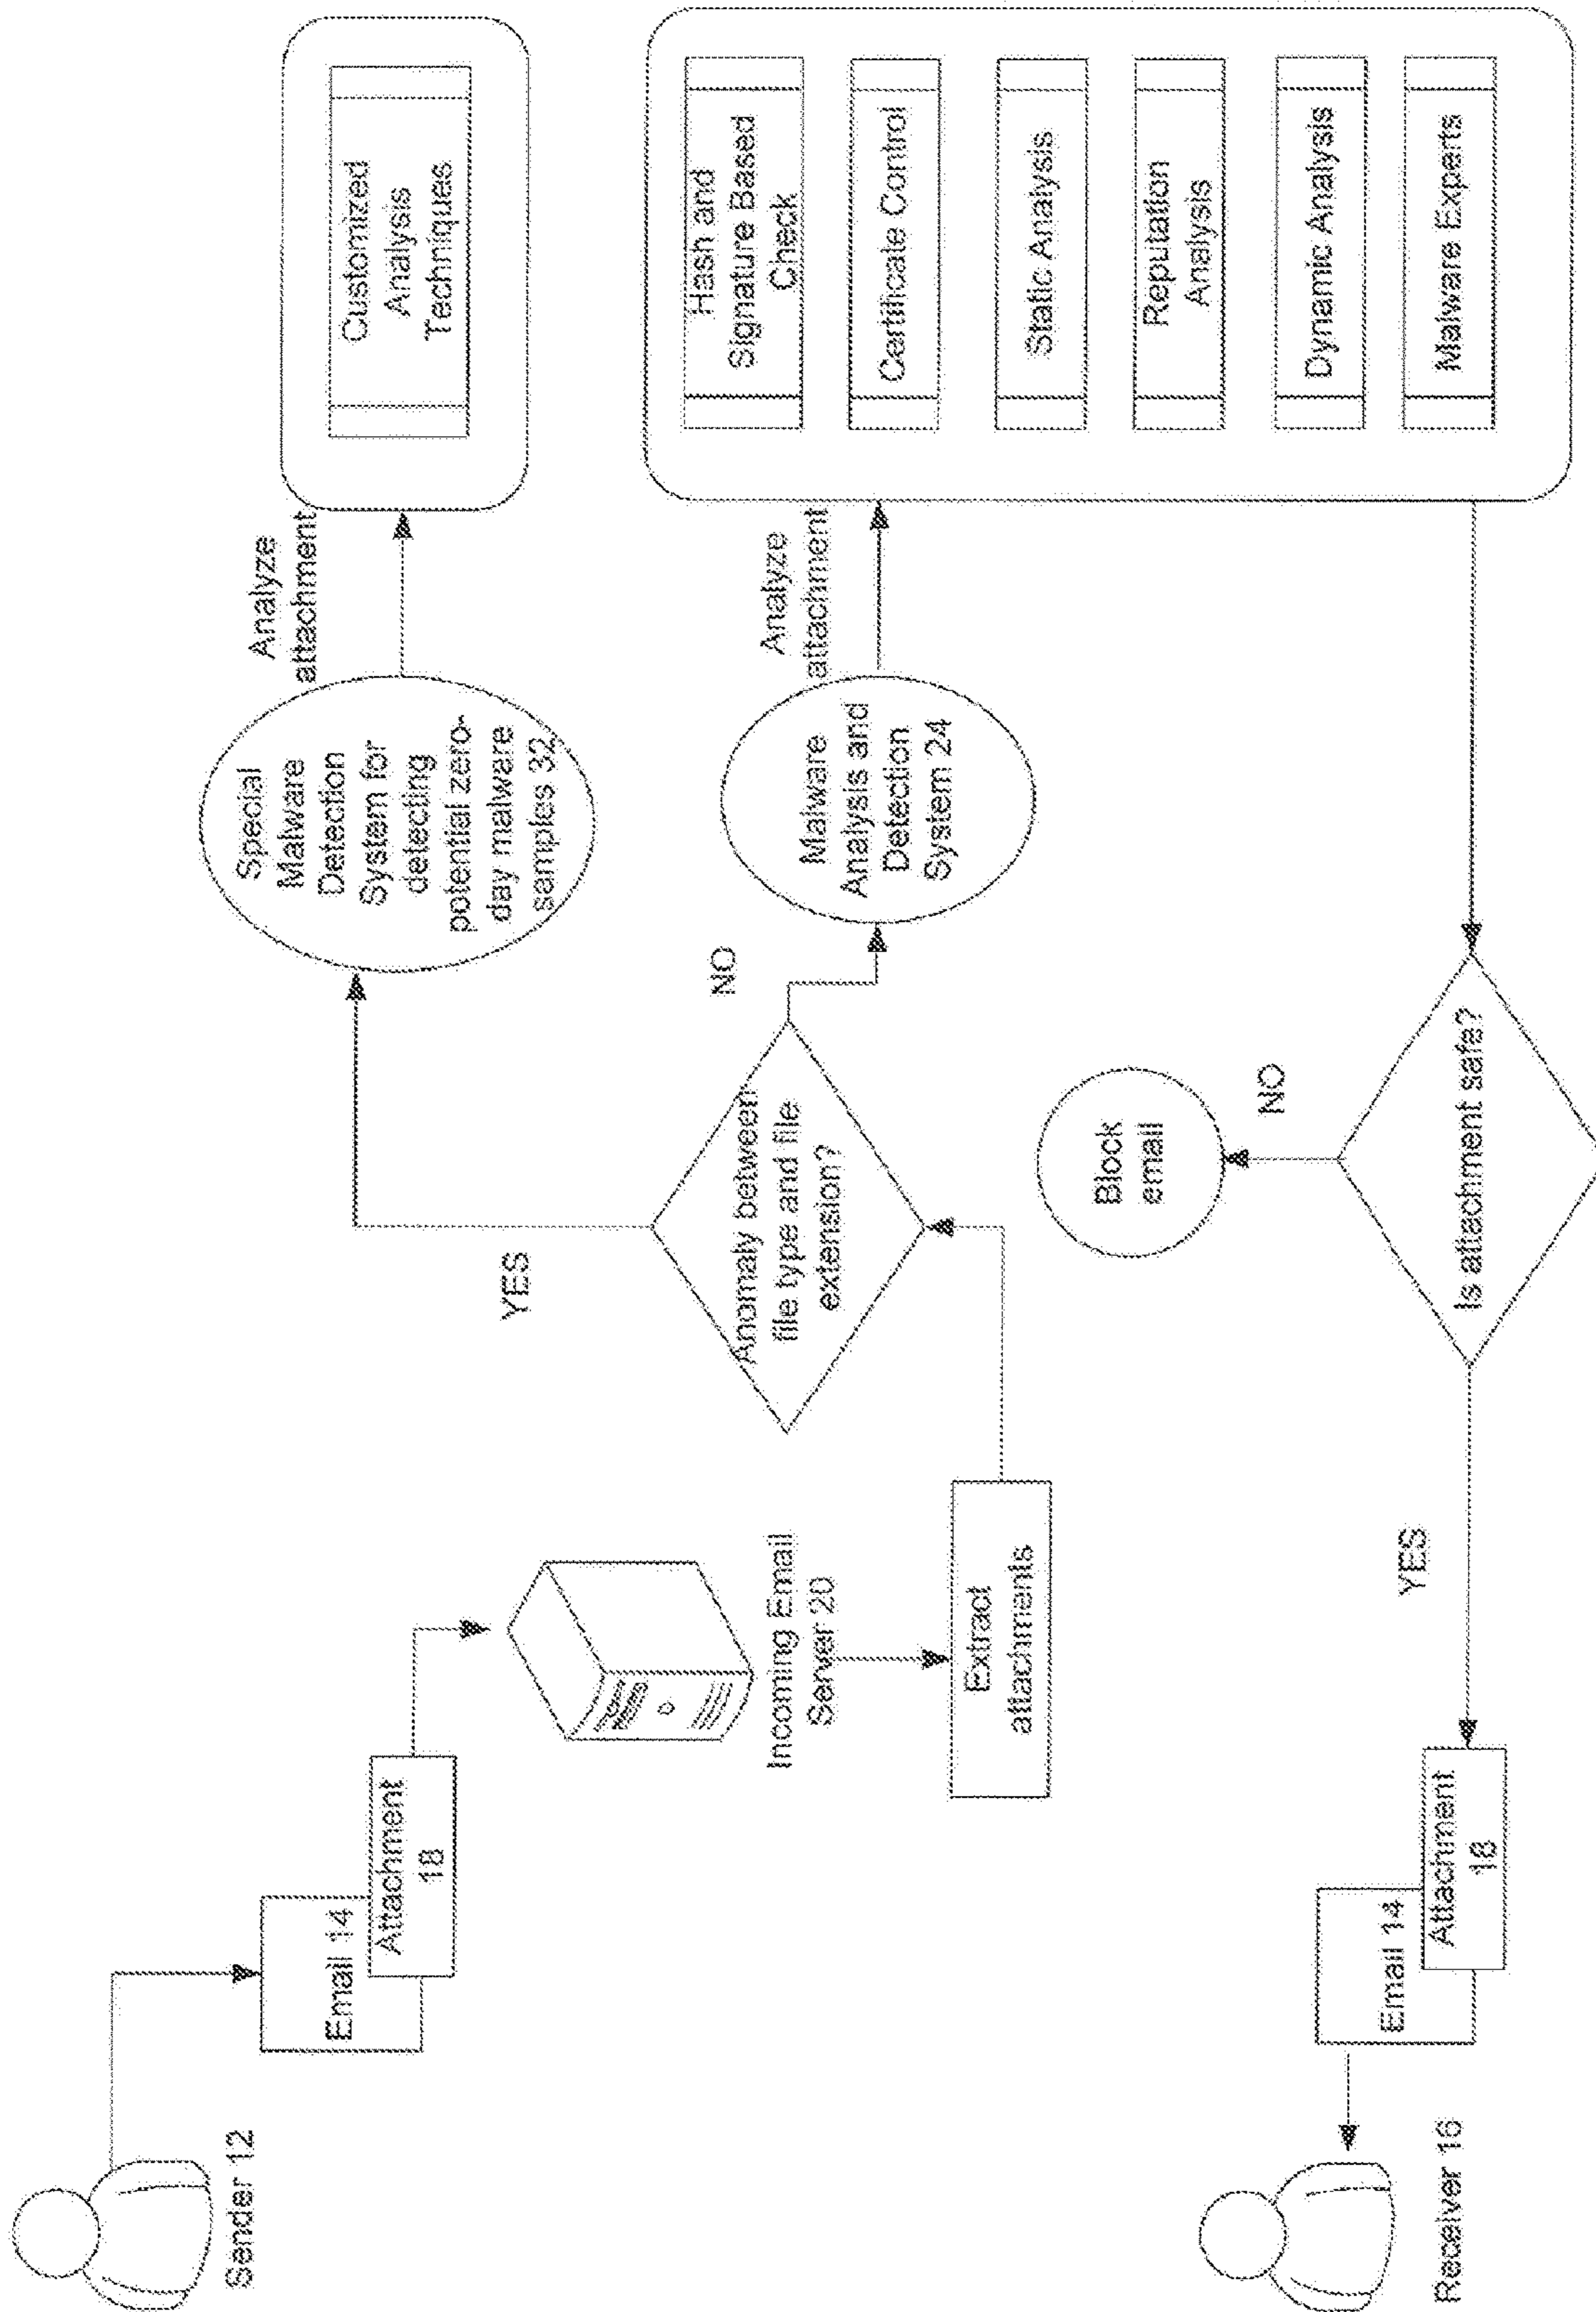 Sender 12
Email 14
Attachment
18
Incoming Email
Server 20
Extract
attachments
Anomaly between
file type and file
extension?
YES
NO
Special
Malware
Detection
System for
detecting
potential zero-
day malware
samples 32
Analyze
attachment
Customized
Analysis
Techniques
Malware
Analysis and
Detection
System 24
Analyze
attachment
Hash and
Signature Based
Check
Certificate Control
Static Analysis
Reputation
Analysis
Dynamic Analysis
Malware Experts
Is attachment safe?
NO
Block
email
YES
Email 14
Attachment
18
Receiver 16